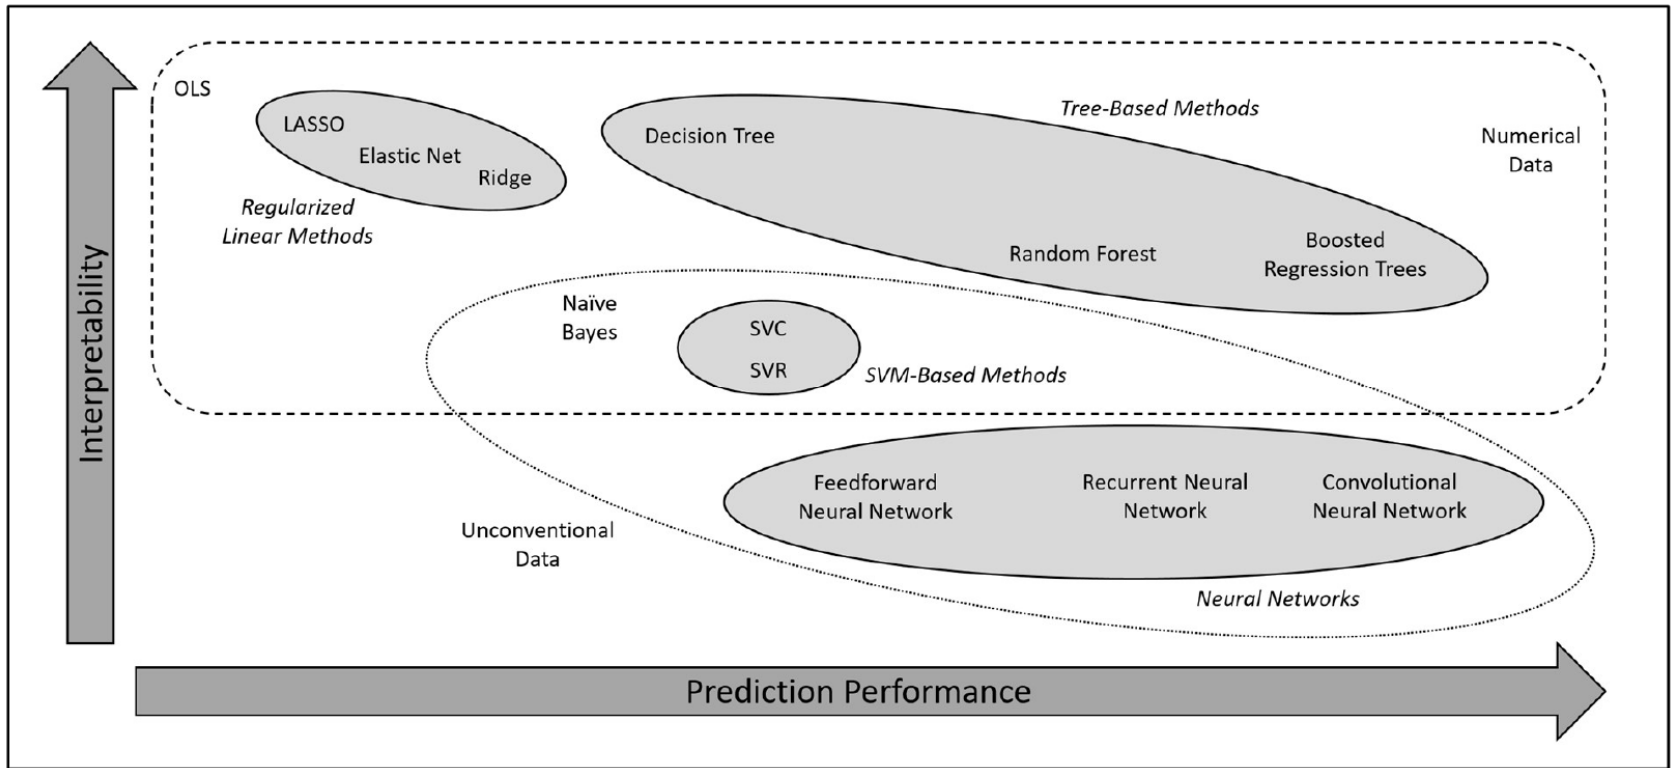 OLS
LASSO
Elastic Net
Ridge
Regularized
Linear Methods
Decision Tree
Tree-Based Methods
Numerical
Data
Random Forest
Boosted
Regression Trees
Interpretability
Naïve
Bayes
SVC
SVR
SVM-Based Methods
Feedforward
Neural Network
Recurrent Neural
Network
Convolutional
Neural Network
Unconventional
Data
Neural Networks
Prediction Performance